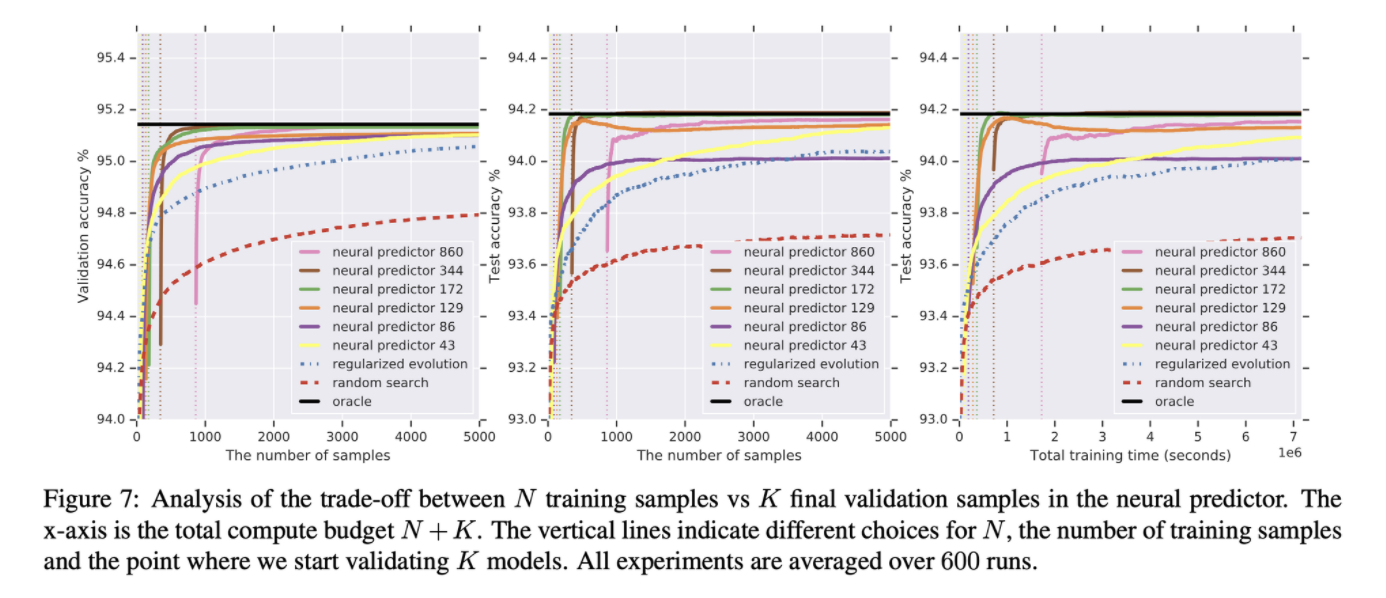 95.4
95.2
95.0
94.8
94.6
94.4
94.2
94.0
Validation accuracy %
neural predictor 860
neural predictor 344
neural predictor 172
neural predictor 129
neural predictor 86
neural predictor 43
regularized evolution
random search
oracle
0 1000 2000 3000 4000 5000
The number of samples
94.4
94.2
94.0
93.8
93.6
93.4
93.2
93.0
Test accuracy %
neural predictor 860
neural predictor 344
neural predictor 172
neural predictor 129
neural predictor 86
neural predictor 43
regularized evolution
random search
oracle
0 1000 2000 3000 4000 5000
The number of samples
94.4
94.2
94.0
93.8
93.6
93.4
93.2
93.0
Test accuracy %
neural predictor 860
neural predictor 344
neural predictor 172
neural predictor 129
neural predictor 86
neural predictor 43
regularized evolution
random search
oracle
0 1 2 3 4 5 6 7
Total training time (seconds) 1e6
Figure 7: Analysis of the trade-off between N training samples vs K final validation samples in the neural predictor. The
x-axis is the total compute budget N + K. The vertical lines indicate different choices for N, the number of training samples
and the point where we start validating K models. All experiments are averaged over 600 runs.